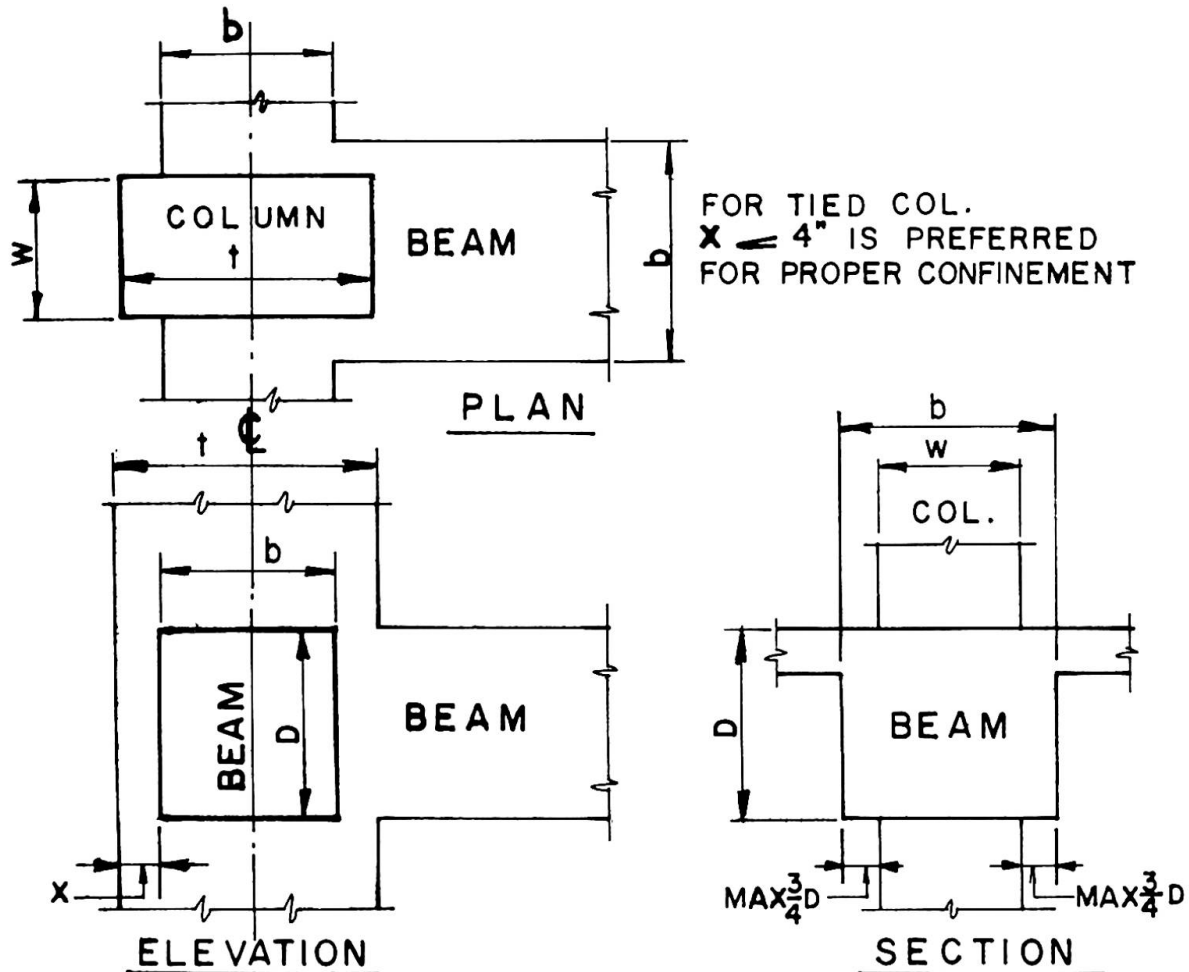 b
W
COLUMN
t
BEAM
b
FOR TIED COL.
X ≤ 4" IS PREFERRED
FOR PROPER CONFINEMENT
PLAN
℄
t
b
BEAM
D
BEAM
X
ELEVATION
b
W
COL.
D
BEAM
MAX 3/4 D
MAX 3/4 D
SECTION